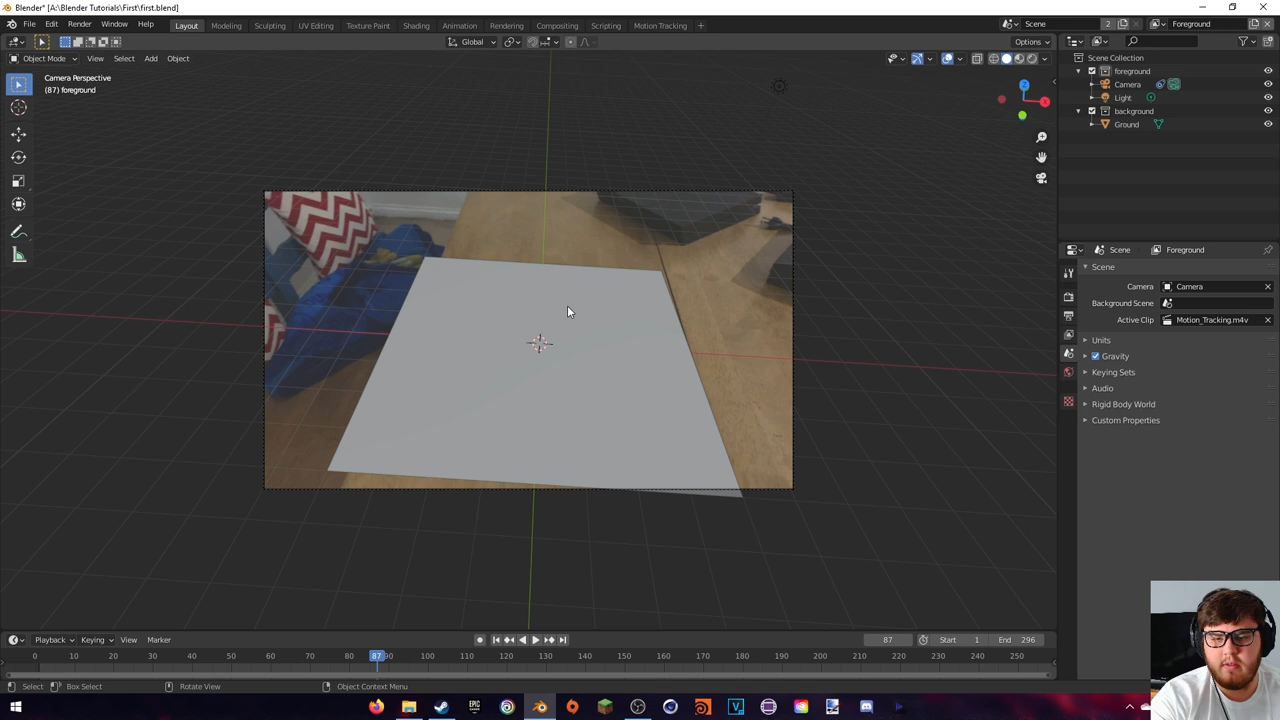 Blender* [A:\Blender Tutorials\First\first.blend]
File Edit Render Window Help Layout Modeling Sculpting UV Editing Texture Paint Shading Animation Rendering Compositing Scripting Motion Tracking + Scene 2 Foreground
Global Options
Object Mode View Select Add Object
Camera Perspective
(87) foreground
Z
X
Scene Collection
foreground
Camera
Light
background
Ground
Scene Foreground
Scene
Camera Camera
Background Scene
Active Clip Motion_Tracking.m4v
Units
Gravity
Keying Sets
Audio
Rigid Body World
Custom Properties
Playback Keying View Marker 87 Start 1 End 296
0 10 20 30 40 50 60 70 80 87 90 100 110 120 130 140 150 160 170 180 190 200 210 220 230 240 250
Select Box Select Rotate View Object Context Menu
EPIC